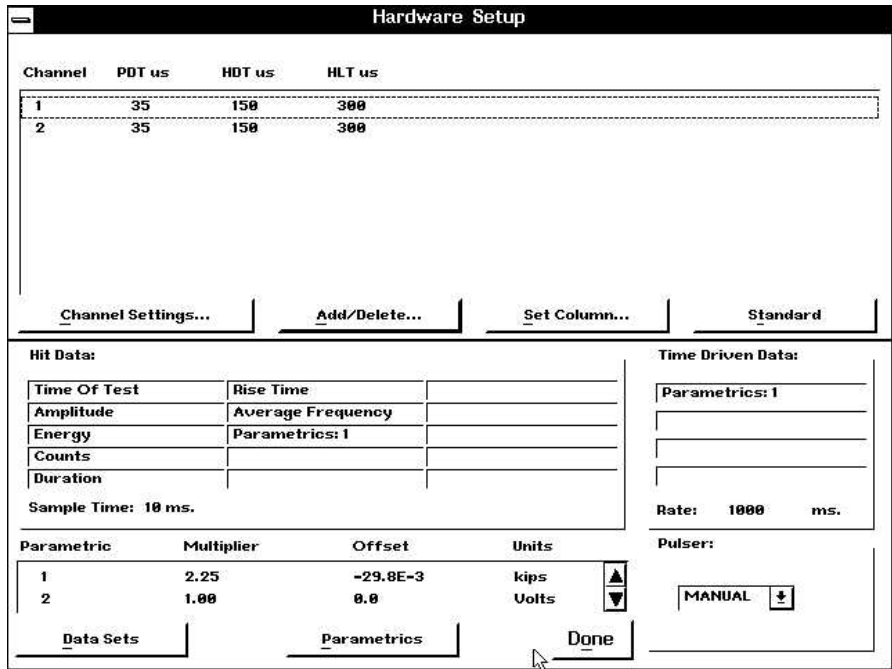 Hardware Setup
Channel PDT us HDT us HLT us
1 35 150 300
2 35 150 300
Channel Settings... Add/Delete... Set Column... Standard
Hit Data: Time Driven Data:
Time Of Test Rise Time Parametrics:1
Amplitude Average Frequency
Energy Parametrics:1
Counts
Duration
Sample Time: 10 ms. Rate: 1000 ms.
Parametric Multiplier Offset Units Pulser:
1 2.25 -29.8E-3 kips
2 1.00 0.0 Volts MANUAL
Data Sets Parametrics Done